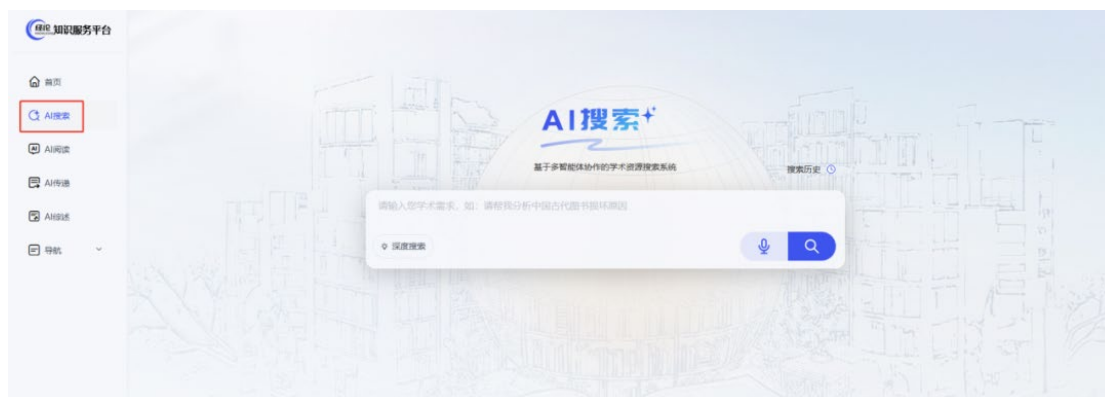 知识服务平台
首页
AI搜索
AI阅读
AI传递
AI综述
导航
AI搜索
基于多智能体协作的学术资源搜索系统
搜索历史
请输入您学术需求，如：请帮我分析中国古代图书损坏原因
深度搜索